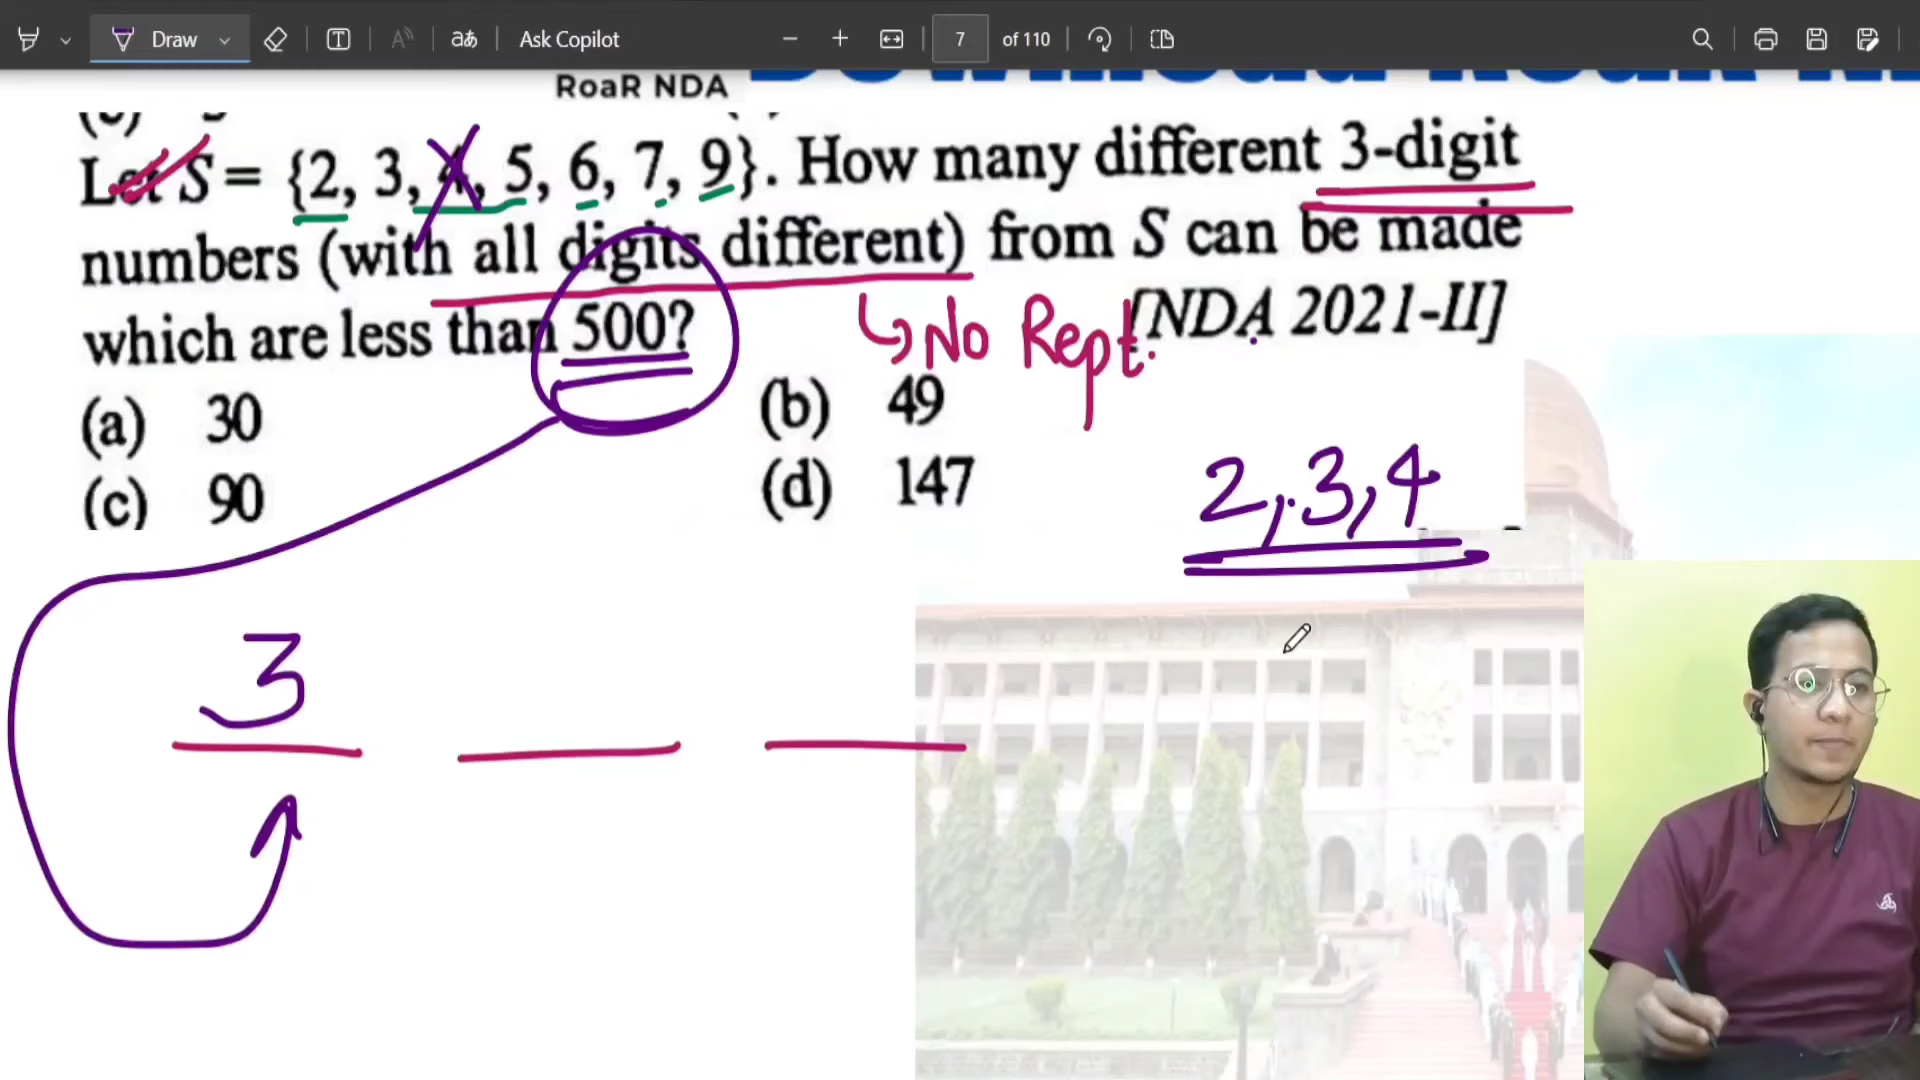 Draw
aあ
Ask Copilot
7 of 110
RoaR NDA
Let S = {2, 3, 4, 5, 6, 7, 9}. How many different 3-digit
numbers (with all digits different) from S can be made
which are less than 500? [NDA 2021-II]
No Rept.
(a) 30 (b) 49
(c) 90 (d) 147
2, 3, 4
3